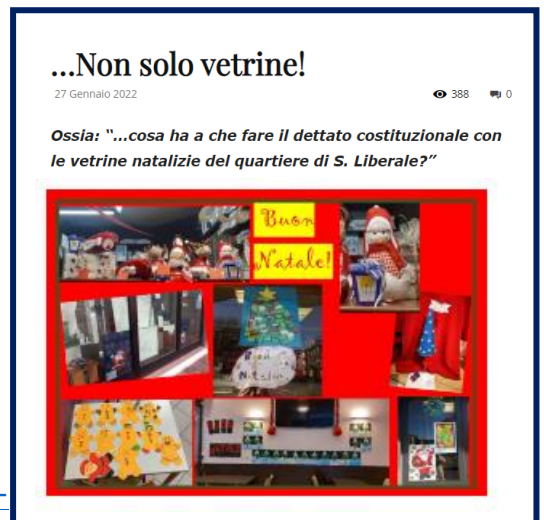 ...Non solo vetrine!
27 Gennaio 2022
388
0
Ossia: “...cosa ha a che fare il dettato costituzionale con
le vetrine natalizie del quartiere di S. Liberale?”
Buon
Natale!
Buon